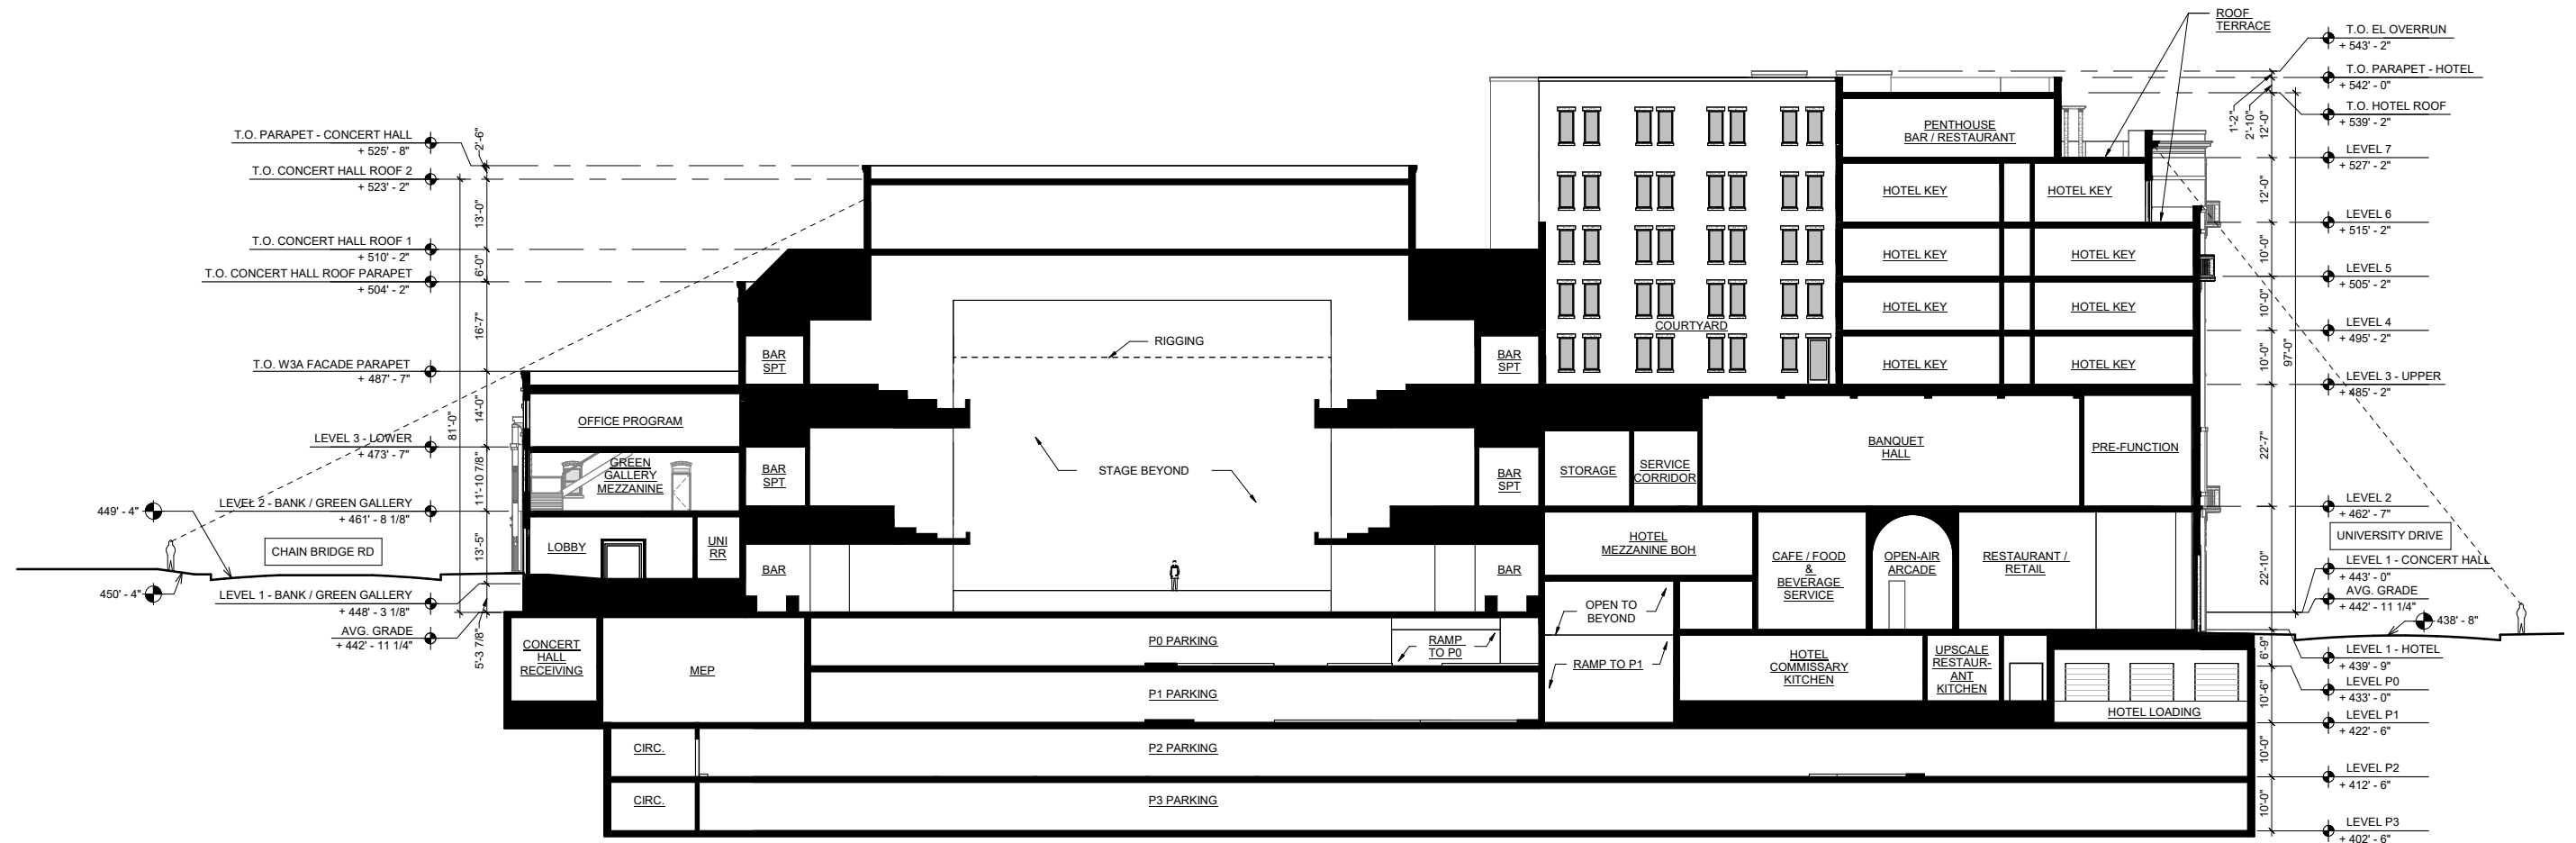 ROOF
TERRACE
T.O. EL OVERRUN
+ 543' - 2"
T.O. PARAPET - HOTEL
+ 542' - 0"
T.O. HOTEL ROOF
+ 539' - 2"
LEVEL 7
+ 527' - 2"
LEVEL 6
+ 515' - 2"
LEVEL 5
+ 505' - 2"
LEVEL 4
+ 495' - 2"
LEVEL 3 - UPPER
+ 485' - 2"
LEVEL 2
+ 462' - 7"
UNIVERSITY DRIVE
LEVEL 1 - CONCERT HALL
+ 443' - 0"
AVG. GRADE
+ 442' - 11 1/4"
438' - 8"
LEVEL 1 - HOTEL
+ 439' - 9"
LEVEL P0
+ 433' - 0"
LEVEL P1
+ 422' - 6"
LEVEL P2
+ 412' - 6"
LEVEL P3
+ 402' - 6"
1'-2"
2'-10"
12'-0"
12'-0"
10'-0"
10'-0"
10'-0"
97'-0"
22'-7"
22'-10"
6'-9"
10'-6"
10'-0"
10'-0"
T.O. PARAPET - CONCERT HALL
+ 525' - 8"
T.O. CONCERT HALL ROOF 2
+ 523' - 2"
T.O. CONCERT HALL ROOF 1
+ 510' - 2"
T.O. CONCERT HALL ROOF PARAPET
+ 504' - 2"
T.O. W3A FACADE PARAPET
+ 487' - 7"
LEVEL 3 - LOWER
+ 473' - 7"
LEVEL 2 - BANK / GREEN GALLERY
+ 461' - 8 1/8"
449' - 4"
CHAIN BRIDGE RD
450' - 4"
LEVEL 1 - BANK / GREEN GALLERY
+ 448' - 3 1/8"
AVG. GRADE
+ 442' - 11 1/4"
2'-6"
13'-0"
6'-0"
16'-7"
14'-0"
81'-0"
11'-10 7/8"
13'-5"
5'-3 7/8"
PENTHOUSE
BAR / RESTAURANT
HOTEL KEY
HOTEL KEY
HOTEL KEY
HOTEL KEY
HOTEL KEY
HOTEL KEY
HOTEL KEY
HOTEL KEY
COURTYARD
RIGGING
BAR
SPT
BAR
SPT
OFFICE PROGRAM
GREEN
GALLERY
MEZZANINE
BAR
SPT
STAGE BEYOND
BAR
SPT
STORAGE
SERVICE
CORRIDOR
BANQUET
HALL
PRE-FUNCTION
LOBBY
UNI
RR
BAR
BAR
HOTEL
MEZZANINE BOH
CAFE / FOOD
&
BEVERAGE
SERVICE
OPEN-AIR
ARCADE
RESTAURANT /
RETAIL
OPEN TO
BEYOND
CONCERT
HALL
RECEIVING
MEP
P0 PARKING
RAMP
TO P0
RAMP TO P1
HOTEL
COMMISSARY
KITCHEN
UPSCALE
RESTAUR-
ANT
KITCHEN
P1 PARKING
HOTEL LOADING
CIRC.
P2 PARKING
CIRC.
P3 PARKING